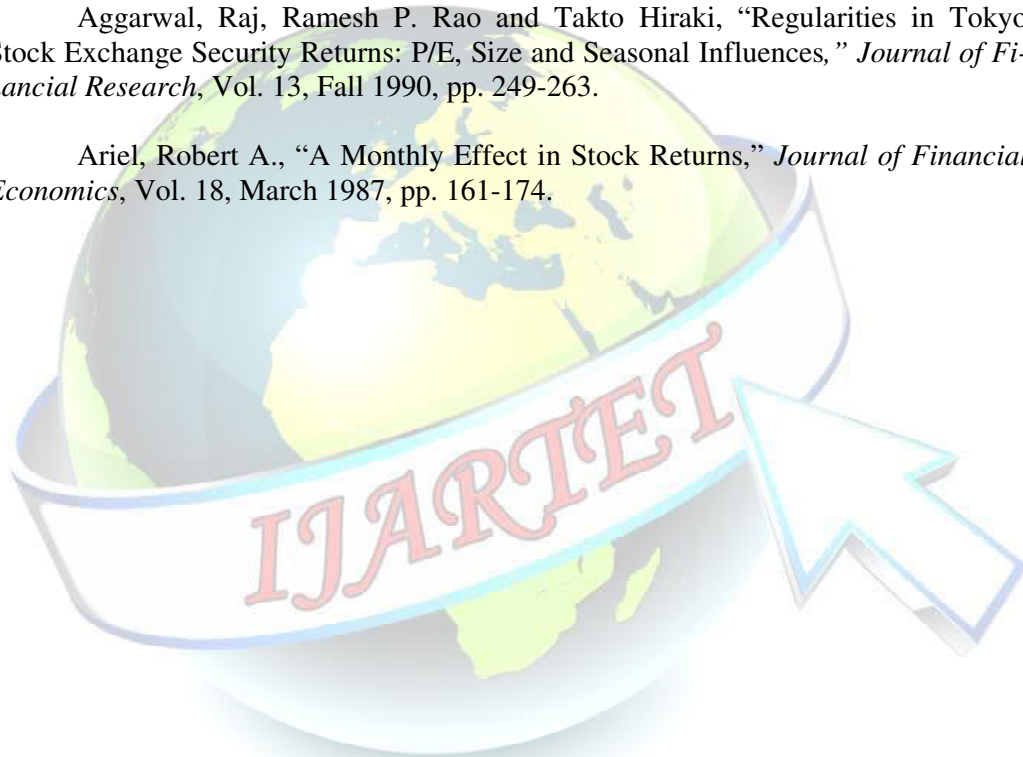 Aggarwal, Raj, Ramesh P. Rao and Takto Hiraki, “Regularities in Tokyo
Stock Exchange Security Returns: P/E, Size and Seasonal Influences,” Journal of Fi-
nancial Research, Vol. 13, Fall 1990, pp. 249-263.
Ariel, Robert A., “A Monthly Effect in Stock Returns,” Journal of Financial
Economics, Vol. 18, March 1987, pp. 161-174.
IJARTET